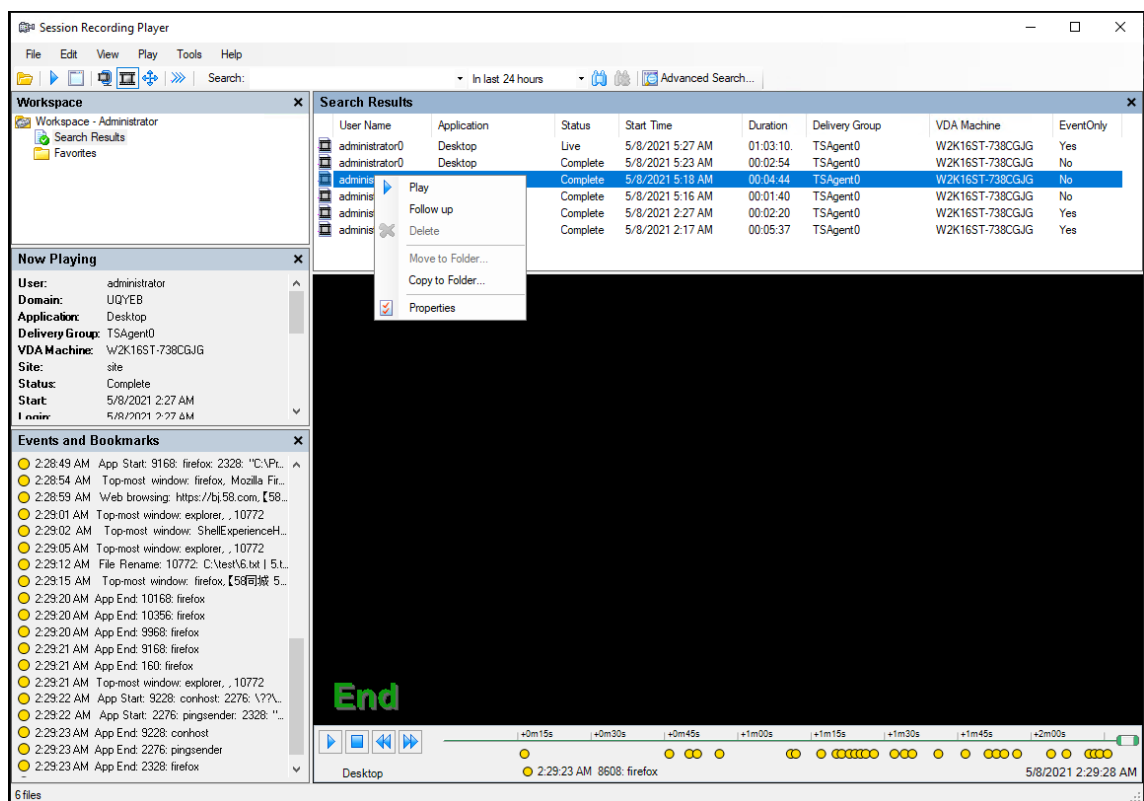 Session Recording Player
File Edit View Play Tools Help
Search: In last 24 hours Advanced Search...
Workspace
Workspace - Administrator
Search Results
Favorites
Search Results
User Name Application Status Start Time Duration Delivery Group VDA Machine EventOnly
administrator0 Desktop Live 5/8/2021 5:27 AM 01:03:10. TSAgent0 W2K16ST-738CGJG Yes
administrator0 Desktop Complete 5/8/2021 5:23 AM 00:02:54 TSAgent0 W2K16ST-738CGJG No
adminis Complete 5/8/2021 5:18 AM 00:04:44 TSAgent0 W2K16ST-738CGJG No
adminis Complete 5/8/2021 5:16 AM 00:01:40 TSAgent0 W2K16ST-738CGJG No
adminis Complete 5/8/2021 2:27 AM 00:02:20 TSAgent0 W2K16ST-738CGJG Yes
adminis Complete 5/8/2021 2:17 AM 00:05:37 TSAgent0 W2K16ST-738CGJG Yes
Play
Follow up
Delete
Move to Folder...
Copy to Folder...
Properties
Now Playing
User: administrator
Domain: UQYEB
Application: Desktop
Delivery Group: TSAgent0
VDA Machine: W2K16ST-738CGJG
Site: site
Status: Complete
Start: 5/8/2021 2:27 AM
Login: 5/8/2021 2:27 AM
Events and Bookmarks
2:28:49 AM App Start: 9168: firefox: 2328: "C:\Pr...
2:28:54 AM Top-most window: firefox, Mozilla Fir...
2:28:59 AM Web browsing: https://bj.58.com,【58...
2:29:01 AM Top-most window: explorer, , 10772
2:29:02 AM Top-most window: ShellExperienceH...
2:29:05 AM Top-most window: explorer, , 10772
2:29:12 AM File Rename: 10772: C:\test\6.txt | 5.t...
2:29:15 AM Top-most window: firefox,【58同城 5...
2:29:20 AM App End: 10168: firefox
2:29:20 AM App End: 10356: firefox
2:29:20 AM App End: 9968: firefox
2:29:21 AM App End: 9168: firefox
2:29:21 AM App End: 160: firefox
2:29:21 AM Top-most window: explorer, , 10772
2:29:22 AM App Start: 9228: conhost: 2276: \??\...
2:29:22 AM App Start: 2276: pingsender: 2328: "...
2:29:23 AM App End: 9228: conhost
2:29:23 AM App End: 2276: pingsender
2:29:23 AM App End: 2328: firefox
End
+0m15s +0m30s +0m45s +1m00s +1m15s +1m30s +1m45s +2m00s
Desktop 2:29:23 AM 8608: firefox 5/8/2021 2:29:28 AM
6 files